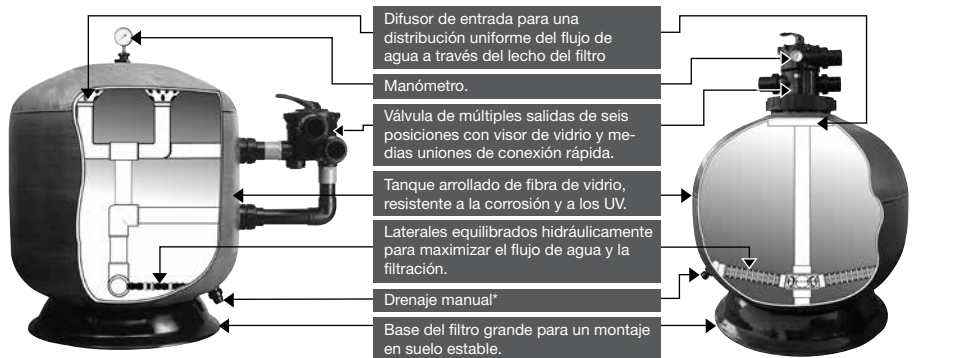 Difusor de entrada para una
distribución uniforme del flujo de
agua a través del lecho del filtro
Manómetro.
Válvula de múltiples salidas de seis
posiciones con visor de vidrio y me-
dias uniones de conexión rápida.
Tanque arrollado de fibra de vidrio,
resistente a la corrosión y a los UV.
Laterales equilibrados hidráulicamente
para maximizar el flujo de agua y la
filtración.
Drenaje manual*
Base del filtro grande para un montaje
en suelo estable.